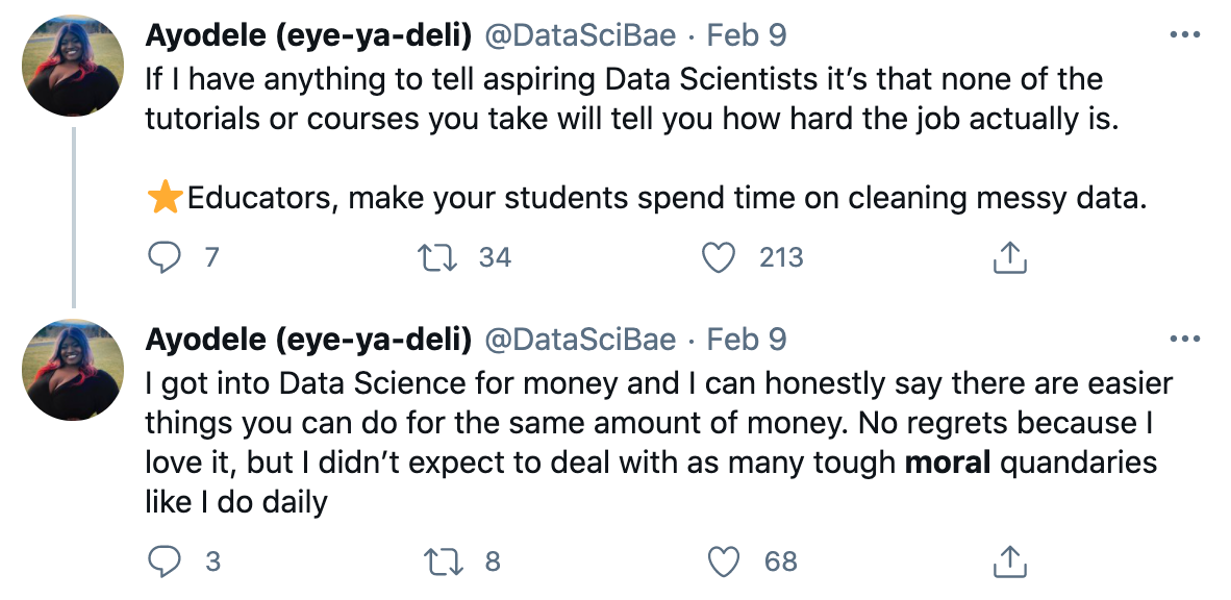 Ayodele (eye-ya-deli) @DataSciBae · Feb 9
If I have anything to tell aspiring Data Scientists it’s that none of the
tutorials or courses you take will tell you how hard the job actually is.
⭐Educators, make your students spend time on cleaning messy data.
7 34 213
Ayodele (eye-ya-deli) @DataSciBae · Feb 9
I got into Data Science for money and I can honestly say there are easier
things you can do for the same amount of money. No regrets because I
love it, but I didn’t expect to deal with as many tough moral quandaries
like I do daily
3 8 68